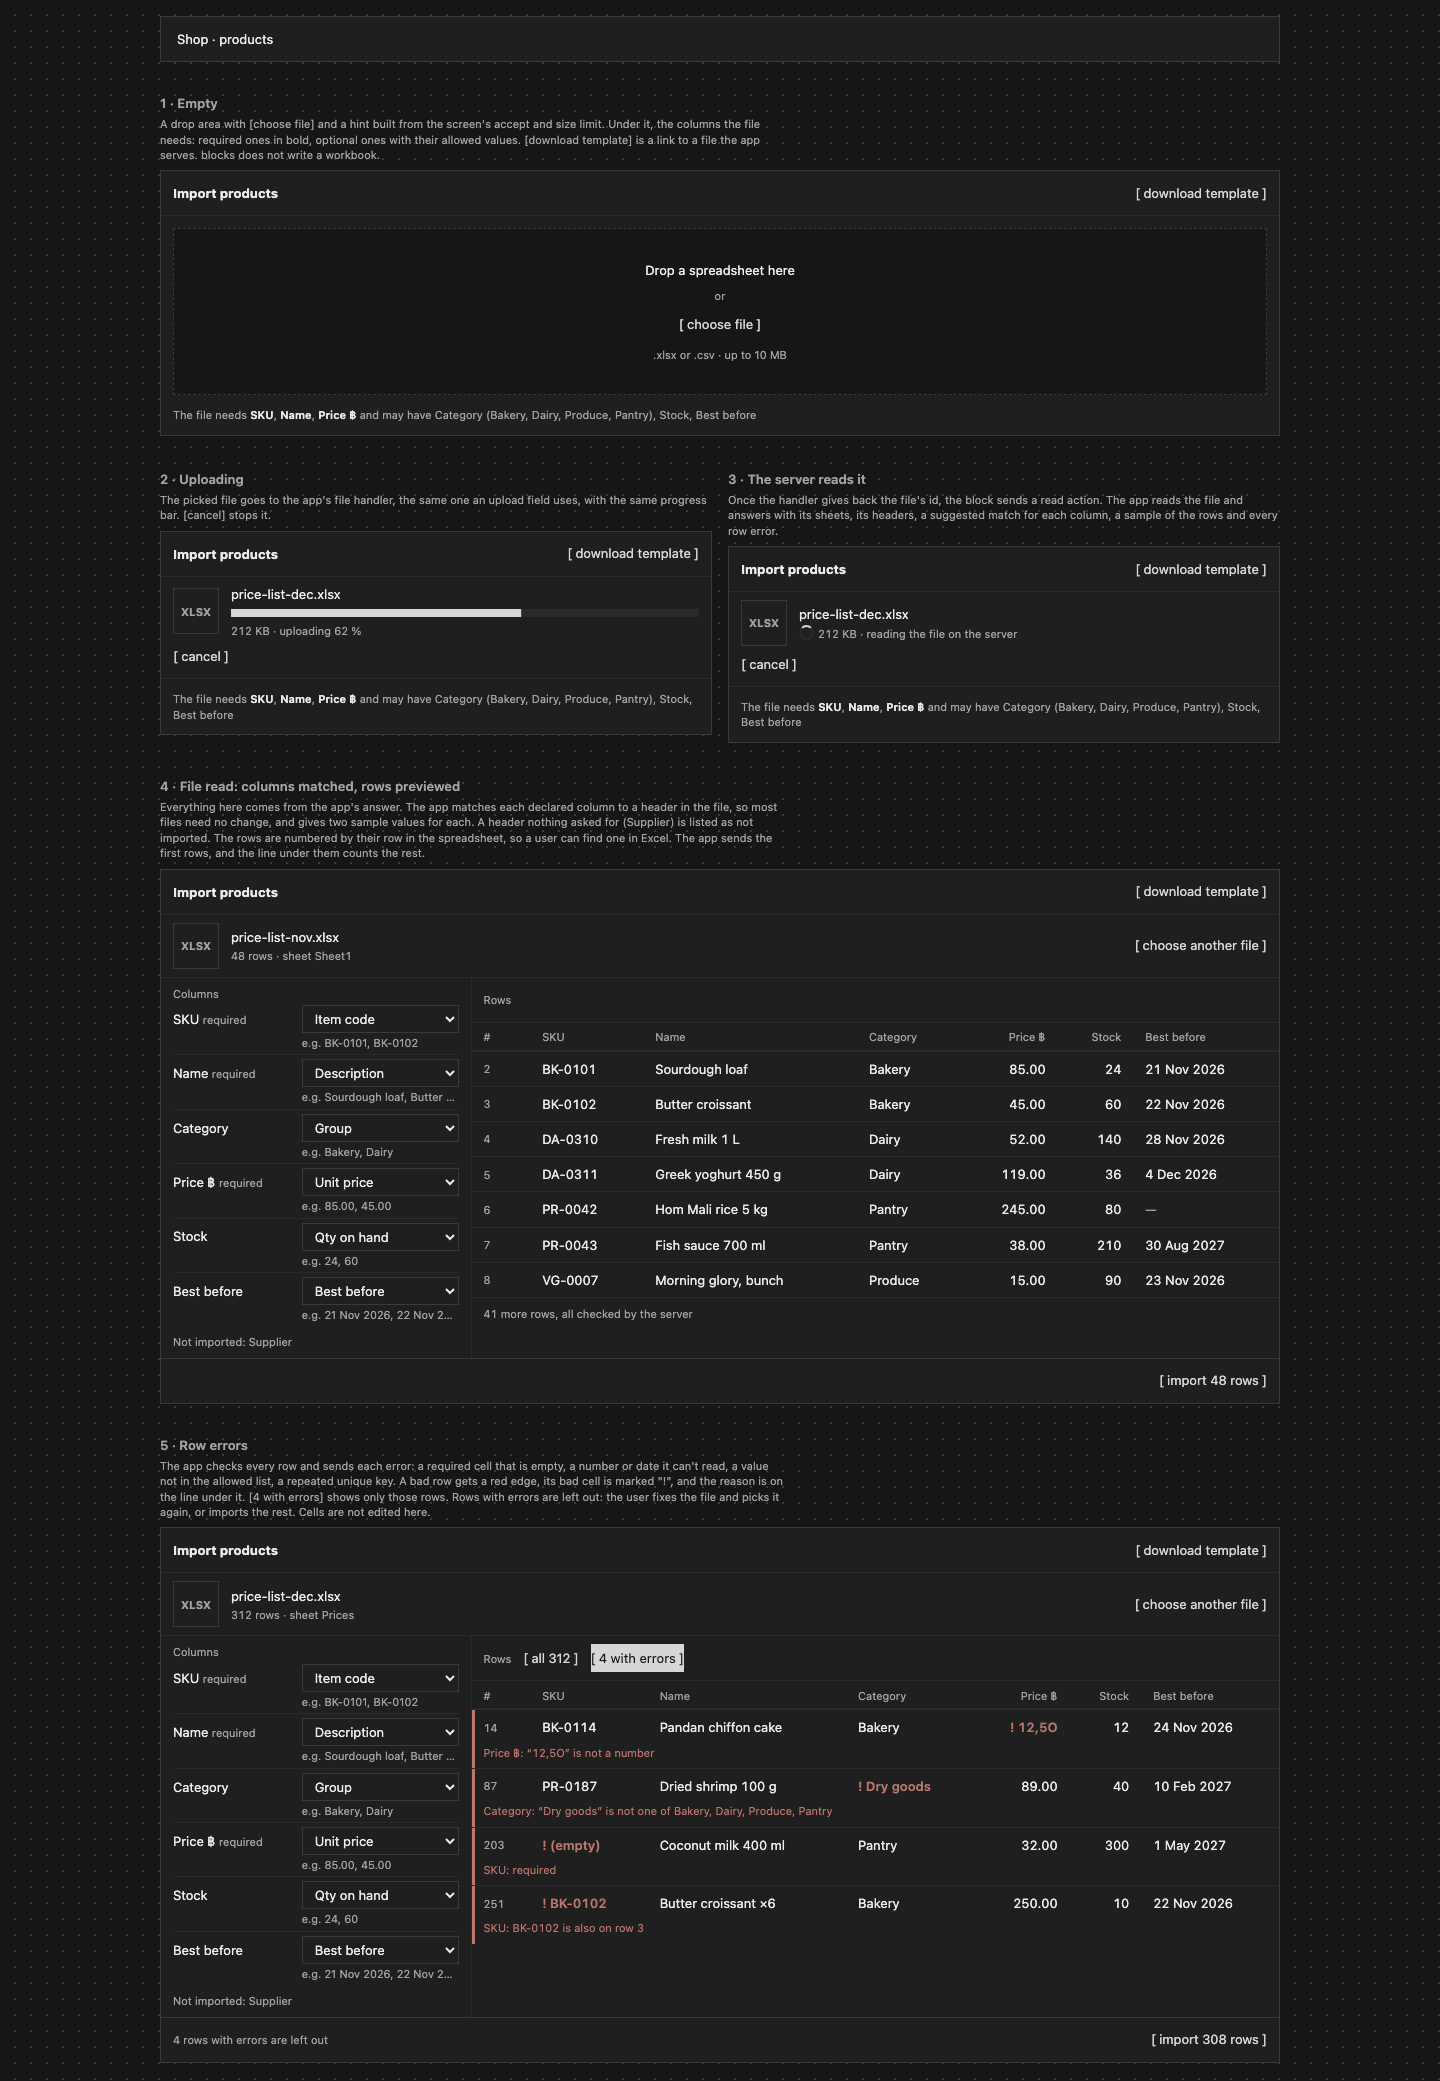 Shop · products
1 · Empty
A drop area with [choose file] and a hint built from the screen's accept and size limit. Under it, the columns the file
needs: required ones in bold, optional ones with their allowed values. [download template] is a link to a file the app
serves. blocks does not write a workbook.
Import products
[ download template ]
Drop a spreadsheet here
or
[ choose file ]
.xlsx or .csv · up to 10 MB
The file needs SKU, Name, Price ฿ and may have Category (Bakery, Dairy, Produce, Pantry), Stock, Best before
2 · Uploading
The picked file goes to the app's file handler, the same one an upload field uses, with the same progress
bar. [cancel] stops it.
Import products
[ download template ]
XLSX
price-list-dec.xlsx
212 KB · uploading 62 %
[ cancel ]
The file needs SKU, Name, Price ฿ and may have Category (Bakery, Dairy, Produce, Pantry), Stock,
Best before
3 · The server reads it
Once the handler gives back the file's id, the block sends a read action. The app reads the file and
answers with its sheets, its headers, a suggested match for each column, a sample of the rows and every
row error.
Import products
[ download template ]
XLSX
price-list-dec.xlsx
212 KB · reading the file on the server
[ cancel ]
The file needs SKU, Name, Price ฿ and may have Category (Bakery, Dairy, Produce, Pantry), Stock,
Best before
4 · File read: columns matched, rows previewed
Everything here comes from the app's answer. The app matches each declared column to a header in the file, so most
files need no change, and gives two sample values for each. A header nothing asked for (Supplier) is listed as not
imported. The rows are numbered by their row in the spreadsheet, so a user can find one in Excel. The app sends the
first rows, and the line under them counts the rest.
Import products
[ download template ]
XLSX
price-list-nov.xlsx
48 rows · sheet Sheet1
[ choose another file ]
Columns
SKU required
Item code
e.g. BK-0101, BK-0102
Name required
Description
e.g. Sourdough loaf, Butter ...
Category
Group
e.g. Bakery, Dairy
Price ฿ required
Unit price
e.g. 85.00, 45.00
Stock
Qty on hand
e.g. 24, 60
Best before
Best before
e.g. 21 Nov 2026, 22 Nov 2...
Not imported: Supplier
Rows
# SKU Name Category Price ฿ Stock Best before
2 BK-0101 Sourdough loaf Bakery 85.00 24 21 Nov 2026
3 BK-0102 Butter croissant Bakery 45.00 60 22 Nov 2026
4 DA-0310 Fresh milk 1 L Dairy 52.00 140 28 Nov 2026
5 DA-0311 Greek yoghurt 450 g Dairy 119.00 36 4 Dec 2026
6 PR-0042 Hom Mali rice 5 kg Pantry 245.00 80 —
7 PR-0043 Fish sauce 700 ml Pantry 38.00 210 30 Aug 2027
8 VG-0007 Morning glory, bunch Produce 15.00 90 23 Nov 2026
41 more rows, all checked by the server
[ import 48 rows ]
5 · Row errors
The app checks every row and sends each error: a required cell that is empty, a number or date it can't read, a value
not in the allowed list, a repeated unique key. A bad row gets a red edge, its bad cell is marked "!", and the reason is on
the line under it. [4 with errors] shows only those rows. Rows with errors are left out: the user fixes the file and picks it
again, or imports the rest. Cells are not edited here.
Import products
[ download template ]
XLSX
price-list-dec.xlsx
312 rows · sheet Prices
[ choose another file ]
Columns
SKU required
Item code
e.g. BK-0101, BK-0102
Name required
Description
e.g. Sourdough loaf, Butter ...
Category
Group
e.g. Bakery, Dairy
Price ฿ required
Unit price
e.g. 85.00, 45.00
Stock
Qty on hand
e.g. 24, 60
Best before
Best before
e.g. 21 Nov 2026, 22 Nov 2...
Not imported: Supplier
Rows [ all 312 ] [ 4 with errors ]
# SKU Name Category Price ฿ Stock Best before
14 BK-0114 Pandan chiffon cake Bakery ! 12,5O 12 24 Nov 2026
Price ฿: “12,5O” is not a number
87 PR-0187 Dried shrimp 100 g ! Dry goods 89.00 40 10 Feb 2027
Category: “Dry goods” is not one of Bakery, Dairy, Produce, Pantry
203 ! (empty) Coconut milk 400 ml Pantry 32.00 300 1 May 2027
SKU: required
251 ! BK-0102 Butter croissant ×6 Bakery 250.00 10 22 Nov 2026
SKU: BK-0102 is also on row 3
4 rows with errors are left out
[ import 308 rows ]